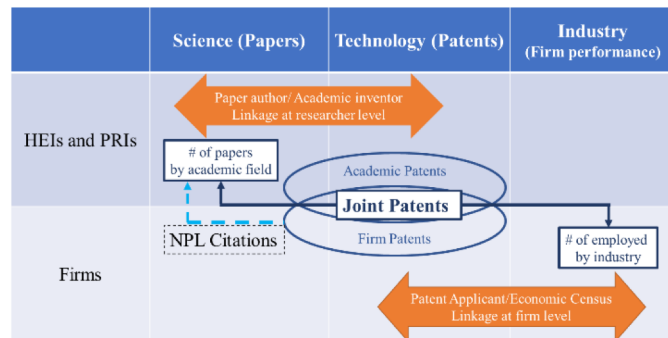 Science (Papers)
Technology (Patents)
Industry
(Firm performance)
HEIs and PRIs
Paper author/ Academic inventor
Linkage at researcher level
# of papers
by academic field
Academic Patents
Joint Patents
Firm Patents
NPL Citations
# of employed
by industry
Firms
Patent Applicant/Economic Census
Linkage at firm level